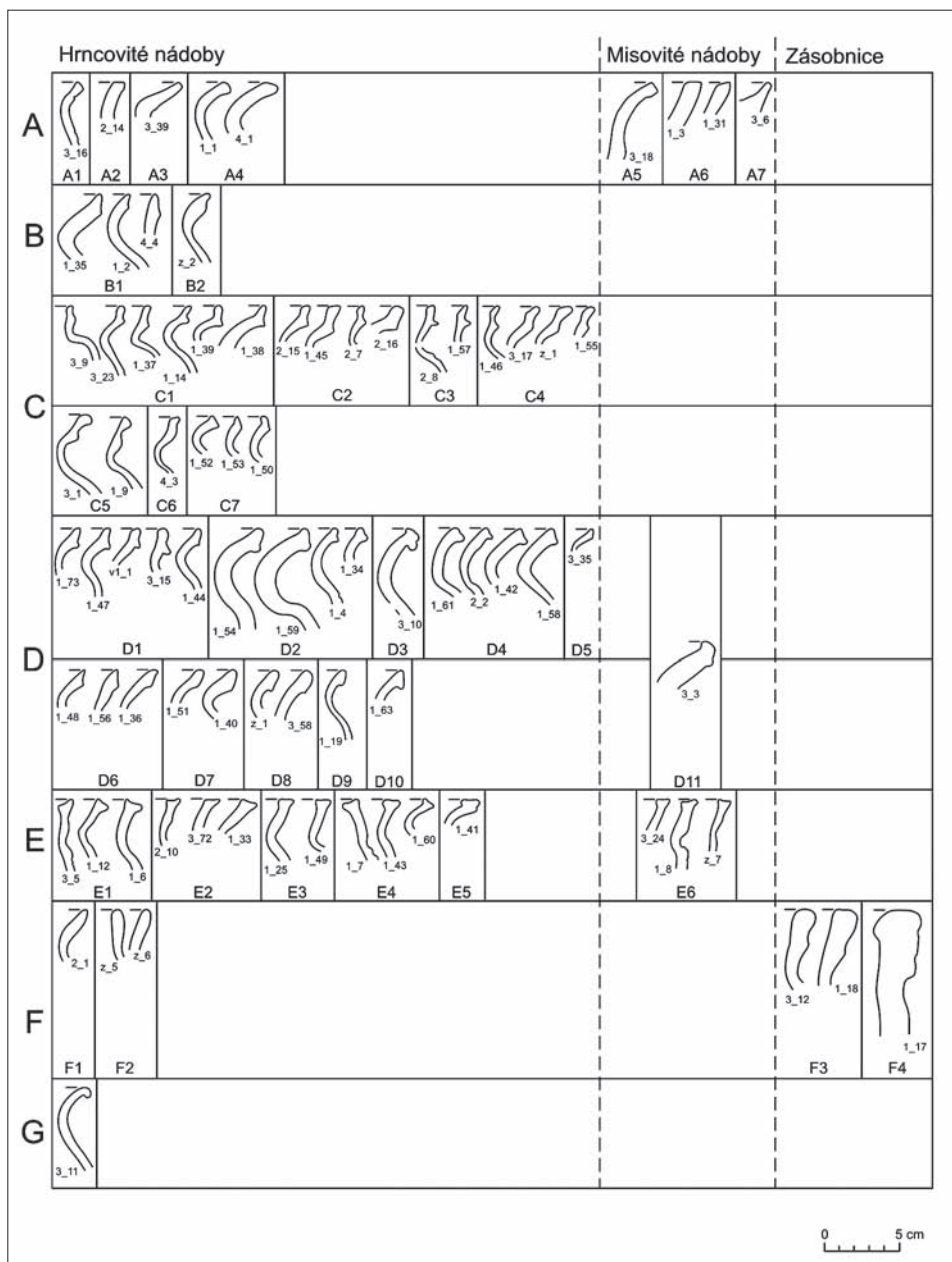 Hrncovité nádoby Misovité nádoby Zásobnice
A
3_16 2_14 3_39 1_1 4_1 3_18 1_3 1_31 3_6
A1 A2 A3 A4 A5 A6 A7
B
1_35 1_2 4_4 z_2
B1 B2
C
3_9 3_23 1_37 1_14 1_39 1_38 2_15 1_45 2_7 2_16 2_8 1_57 1_46 3_17 z_1 1_55
C1 C2 C3 C4
3_1 1_9 4_3 1_52 1_53 1_50
C5 C6 C7
D
1_73 1_47 v1_1 3_15 1_44 1_54 1_59 1_4 1_34 3_10 1_61 2_2 1_42 1_58 3_35
D1 D2 D3 D4 D5
1_48 1_56 1_36 1_51 1_40 z_1 3_58 1_19 1_63 3_3
D6 D7 D8 D9 D10 D11
E
3_5 1_12 1_6 2_10 3_72 1_33 1_25 1_49 1_7 1_43 1_60 1_41 3_24 1_8 z_7
E1 E2 E3 E4 E5 E6
F
2_1 z_5 z_6 3_12 1_18 1_17
F1 F2 F3 F4
G
3_11
0 5 cm